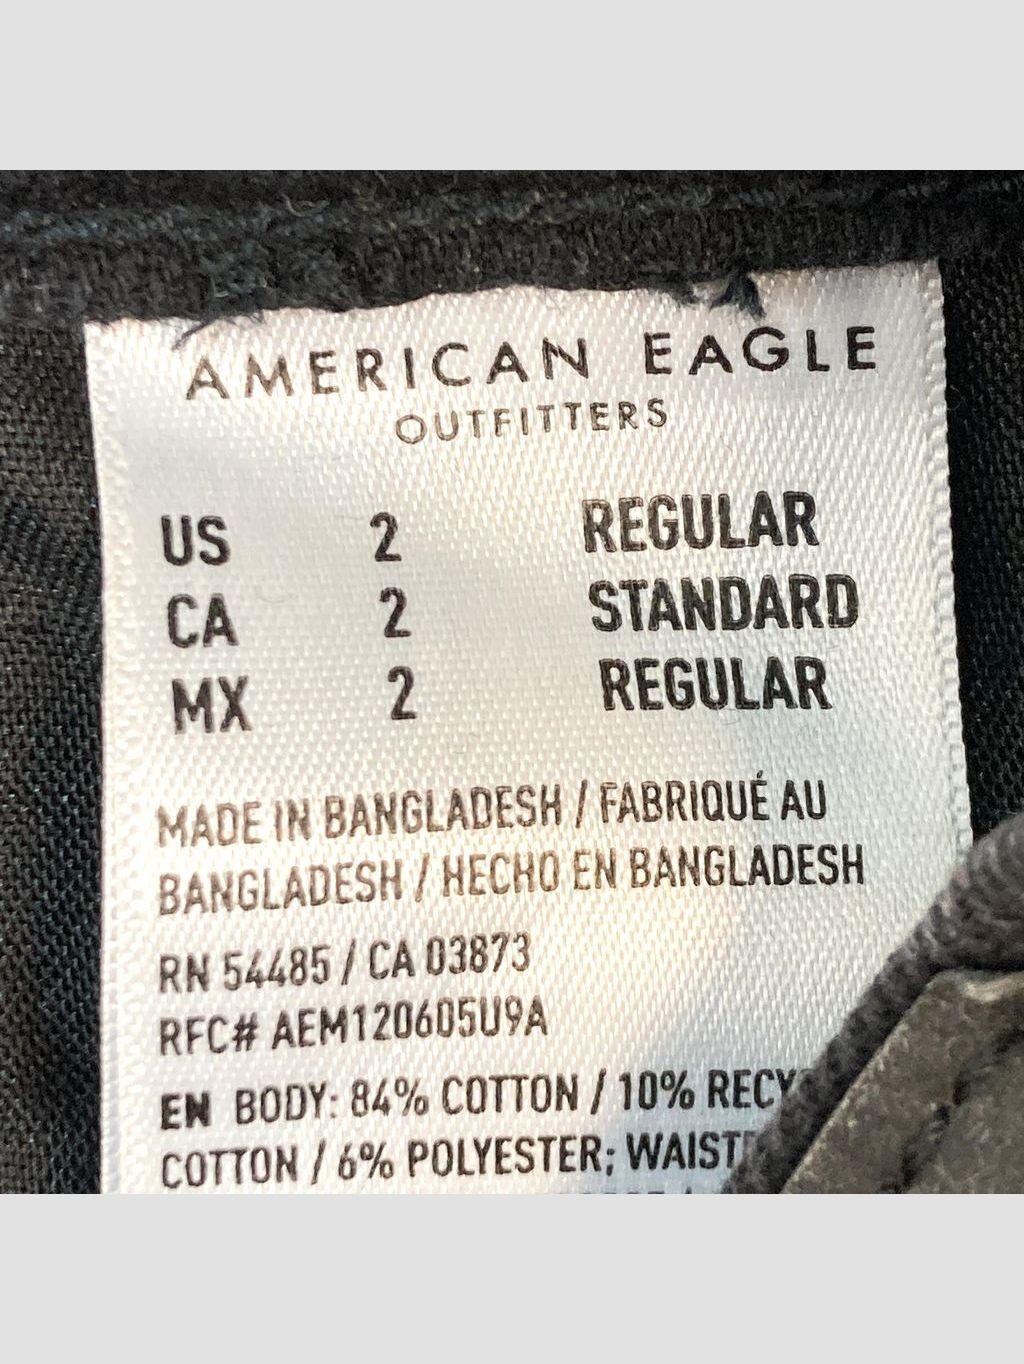 AMERICAN EAGLE
OUTFITTERS
US 2 REGULAR
CA 2 STANDARD
MX 2 REGULAR
MADE IN BANGLADESH / FABRIQUÉ AU
BANGLADESH / HECHO EN BANGLADESH
RN 54485 / CA 03873
RFC# AEM120605U9A
EN BODY: 84% COTTON / 10%
COTTON / 6% POLYESTER;